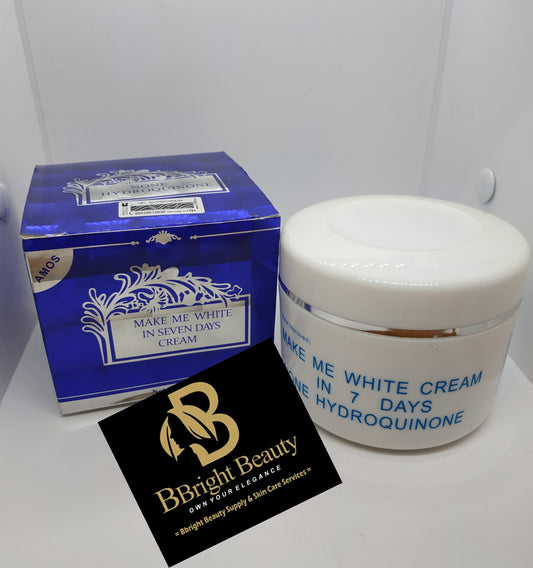 NONE
HYDROQUINONE
AMOS
MAKE ME WHITE
IN SEVEN DAYS
CREAM
MAKE ME WHITE CREAM
IN 7 DAYS
NONE HYDROQUINONE
B
BBright Beauty
OWN YOUR ELEGANCE
= Bbright Beauty Supply & Skin Care Services =